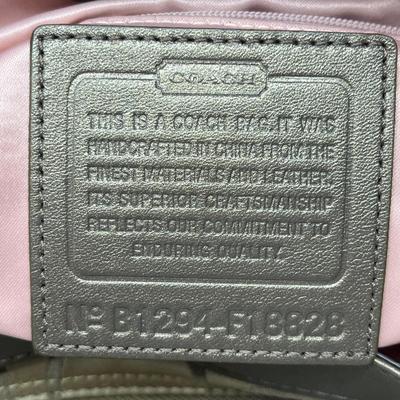 COACH
THIS IS A COACH BAG. IT WAS
HANDCRAFTED IN CHINA FROM THE
FINEST MATERIALS AND LEATHER.
ITS SUPERIOR CRAFTSMANSHIP
REFLECTS OUR COMMITMENT TO
ENDURING QUALITY.
Nº B1294-F18828